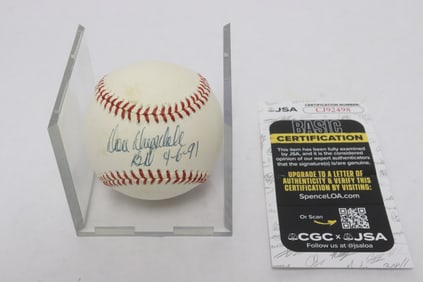 Don Drysdale
4-6-91
JSA
CERTIFICATION NUMBER
CJ92498
BASIC
CERTIFICATION
This item has been fully examined
by JSA, and it is the considered
opinion of our expert authenticators
that the signature(s) is/are genuine.
UPGRADE TO A LETTER OF
AUTHENTICITY & VERIFY THIS
CERTIFICATION BY VISITING:
SpenceLOA.com
Or Scan
CGC × JSA
Follow us at @jsaloa